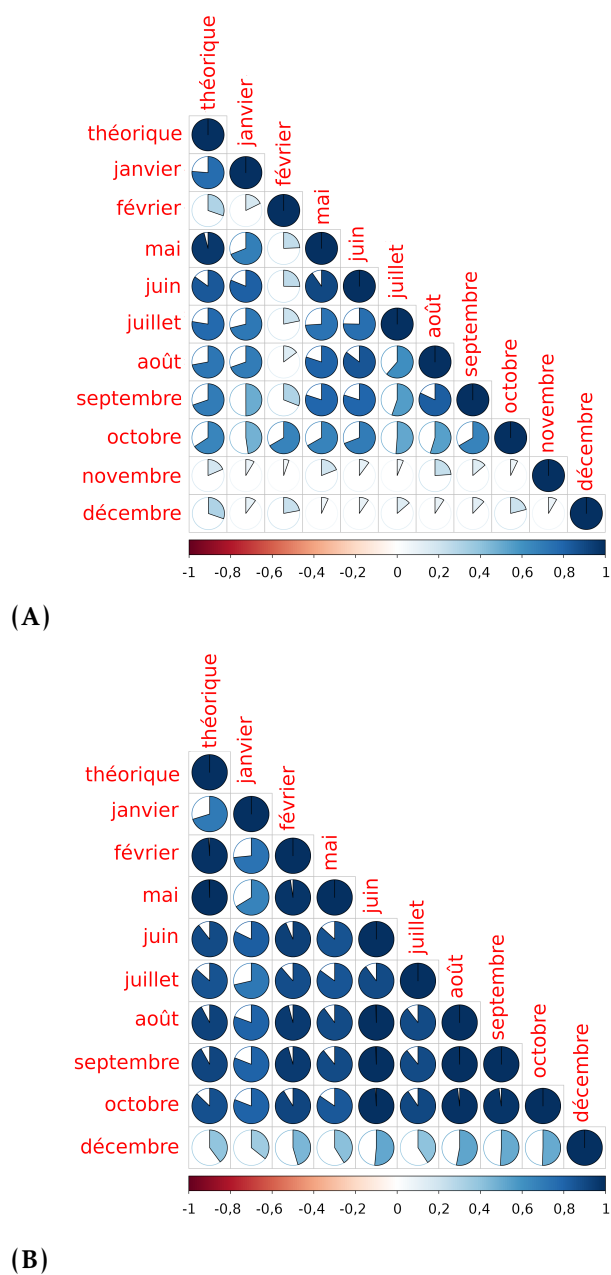 théorique
janvier
février
mai
juin
juillet
août
septembre
octobre
novembre
décembre
théorique
janvier
février
mai
juin
juillet
août
septembre
octobre
novembre
décembre
-1 -0,8 -0,6 -0,4 -0,2 0 0,2 0,4 0,6 0,8 1
(A)
théorique
janvier
février
mai
juin
juillet
août
septembre
octobre
décembre
théorique
janvier
février
mai
juin
juillet
août
septembre
octobre
décembre
-1 -0,8 -0,6 -0,4 -0,2 0 0,2 0,4 0,6 0,8 1
(B)